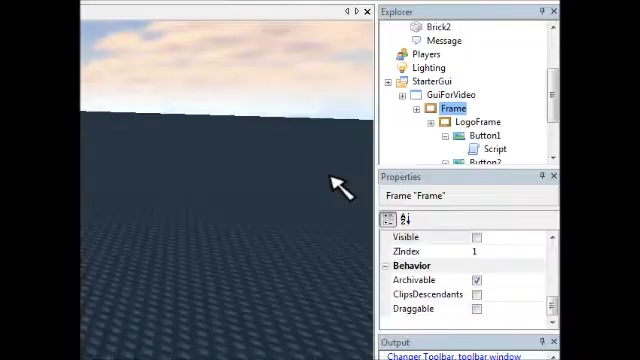 Explorer
Brick2
Message
Players
Lighting
StarterGui
GuiForVideo
Frame
LogoFrame
Button1
Script
Button2
Properties
Frame "Frame"
Visible
ZIndex 1
Behavior
Archivable
ClipsDescendants
Draggable
Output
Changer Toolbar, toolbar window